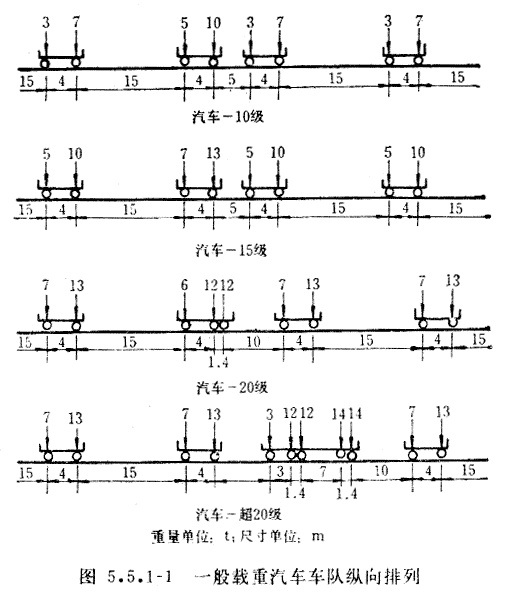 3 7 5 10 3 7 3 7
15 4 15 4 5 4 15 4 15
汽车-10级
5 10 7 13 5 10 5 10
15 4 15 4 5 4 15 4 15
汽车-15级
7 13 6 12 12 7 13 7 13
15 4 15 4 10 4 15 4 15
1.4
汽车-20级
7 13 7 13 3 12 12 14 14 7 13
15 4 15 4 3 7 10 4 15
1.4 1.4
汽车-超20级
重量单位：t；尺寸单位：m
图 5.5.1-1 一般载重汽车车队纵向排列